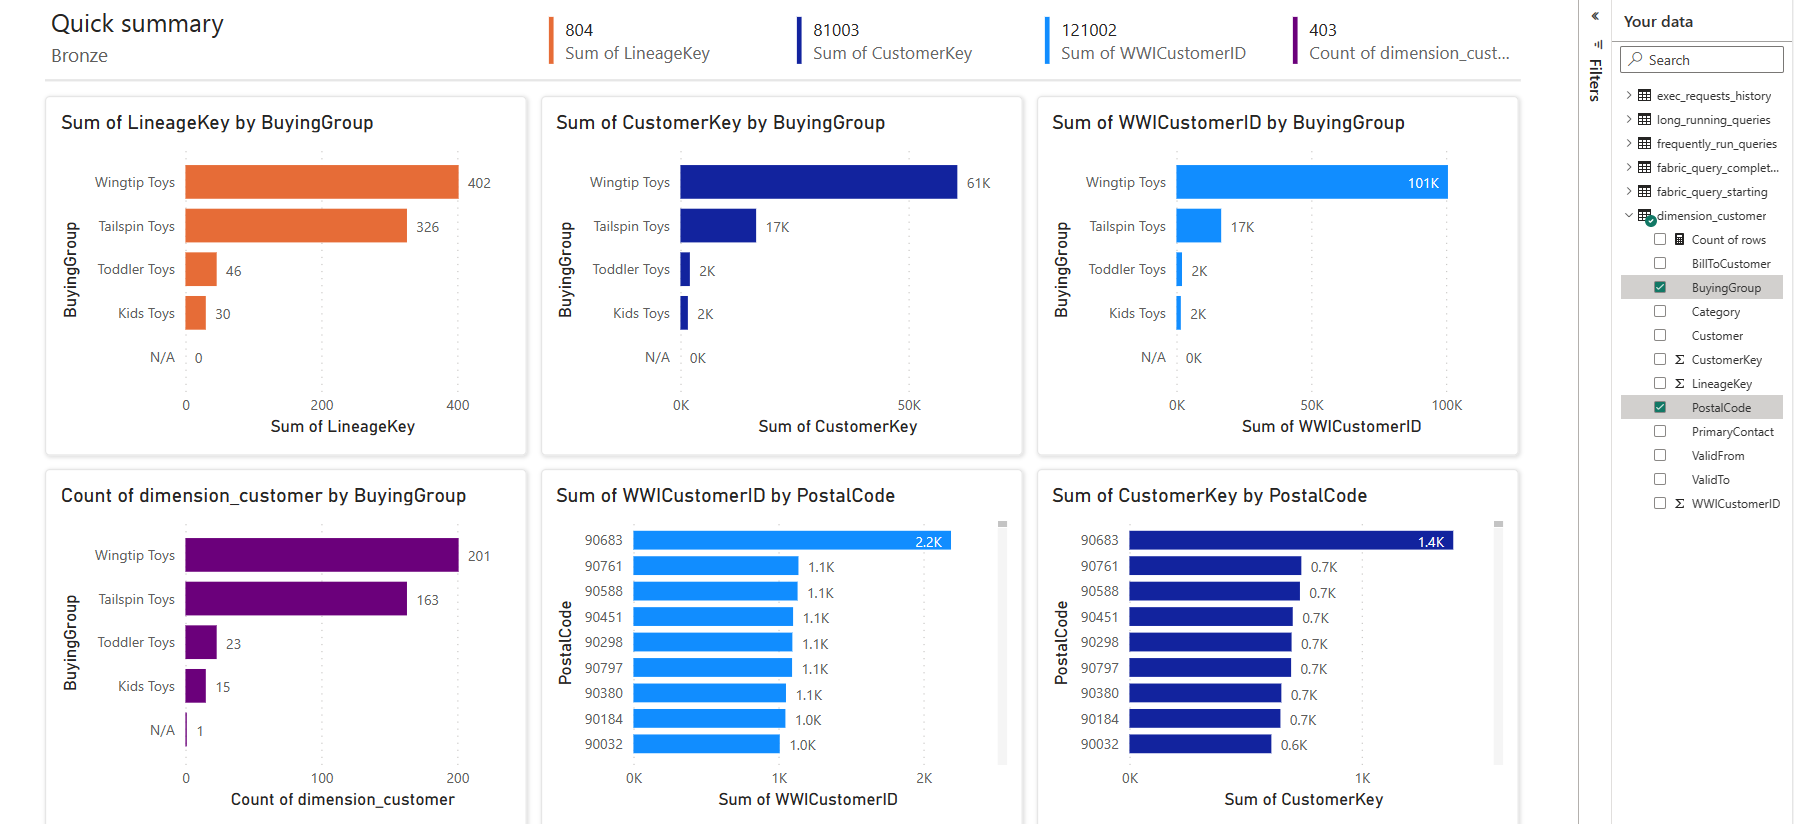 Quick summary
Bronze
804
Sum of LineageKey
81003
Sum of CustomerKey
121002
Sum of WWICustomerID
403
Count of dimension_cust...
Sum of LineageKey by BuyingGroup
BuyingGroup
Wingtip Toys
402
Tailspin Toys
326
Toddler Toys
46
Kids Toys
30
N/A
0
0
200
400
Sum of LineageKey
Sum of CustomerKey by BuyingGroup
BuyingGroup
Wingtip Toys
61K
Tailspin Toys
17K
Toddler Toys
2K
Kids Toys
2K
N/A
0K
0K
50K
Sum of CustomerKey
Sum of WWICustomerID by BuyingGroup
BuyingGroup
Wingtip Toys
101K
Tailspin Toys
17K
Toddler Toys
2K
Kids Toys
2K
N/A
0K
0K
50K
100K
Sum of WWICustomerID
Count of dimension_customer by BuyingGroup
BuyingGroup
Wingtip Toys
201
Tailspin Toys
163
Toddler Toys
23
Kids Toys
15
N/A
1
0
100
200
Count of dimension_customer
Sum of WWICustomerID by PostalCode
PostalCode
90683
2.2K
90761
1.1K
90588
1.1K
90451
1.1K
90298
1.1K
90797
1.1K
90380
1.1K
90184
1.0K
90032
1.0K
0K
1K
2K
Sum of WWICustomerID
Sum of CustomerKey by PostalCode
PostalCode
90683
1.4K
90761
0.7K
90588
0.7K
90451
0.7K
90298
0.7K
90797
0.7K
90380
0.7K
90184
0.7K
90032
0.6K
0K
1K
Sum of CustomerKey
Filters
Your data
Search
exec_requests_history
long_running_queries
frequently_run_queries
fabric_query_complet...
fabric_query_starting
dimension_customer
Count of rows
BillToCustomer
BuyingGroup
Category
Customer
Σ CustomerKey
Σ LineageKey
PostalCode
PrimaryContact
ValidFrom
ValidTo
Σ WWICustomerID